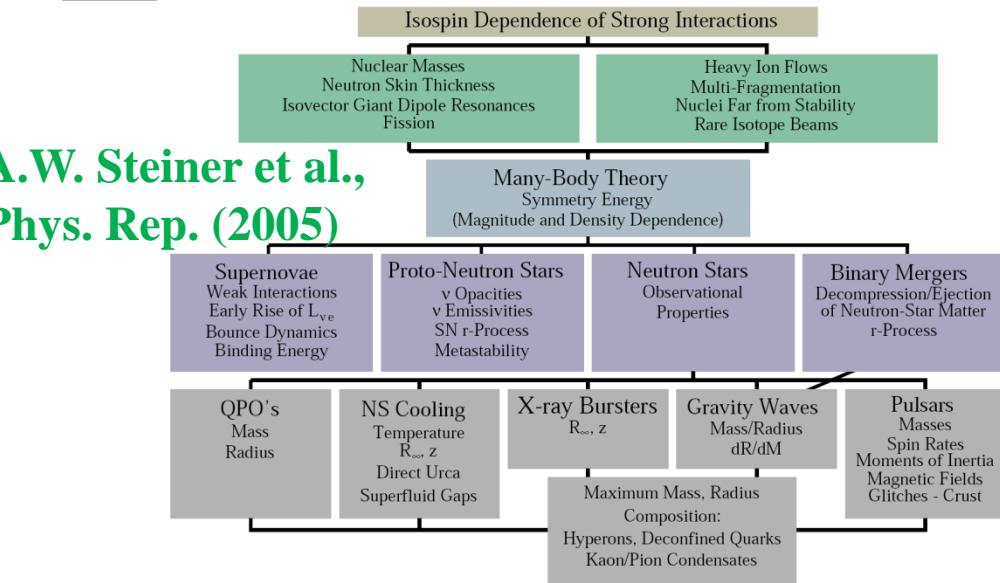 Isospin Dependence of Strong Interactions
Nuclear Masses
Neutron Skin Thickness
Isovector Giant Dipole Resonances
Fission
Heavy Ion Flows
Multi-Fragmentation
Nuclei Far from Stability
Rare Isotope Beams
A.W. Steiner et al.,
Phys. Rep. (2005)
Many-Body Theory
Symmetry Energy
(Magnitude and Density Dependence)
Supernovae
Weak Interactions
Early Rise of Lνe
Bounce Dynamics
Binding Energy
Proto-Neutron Stars
ν Opacities
ν Emissivities
SN r-Process
Metastability
Neutron Stars
Observational
Properties
Binary Mergers
Decompression/Ejection
of Neutron-Star Matter
r-Process
QPO's
Mass
Radius
NS Cooling
Temperature
R∞, z
Direct Urca
Superfluid Gaps
X-ray Bursters
R∞, z
Gravity Waves
Mass/Radius
dR/dM
Pulsars
Masses
Spin Rates
Moments of Inertia
Magnetic Fields
Glitches - Crust
Maximum Mass, Radius
Composition:
Hyperons, Deconfined Quarks
Kaon/Pion Condensates